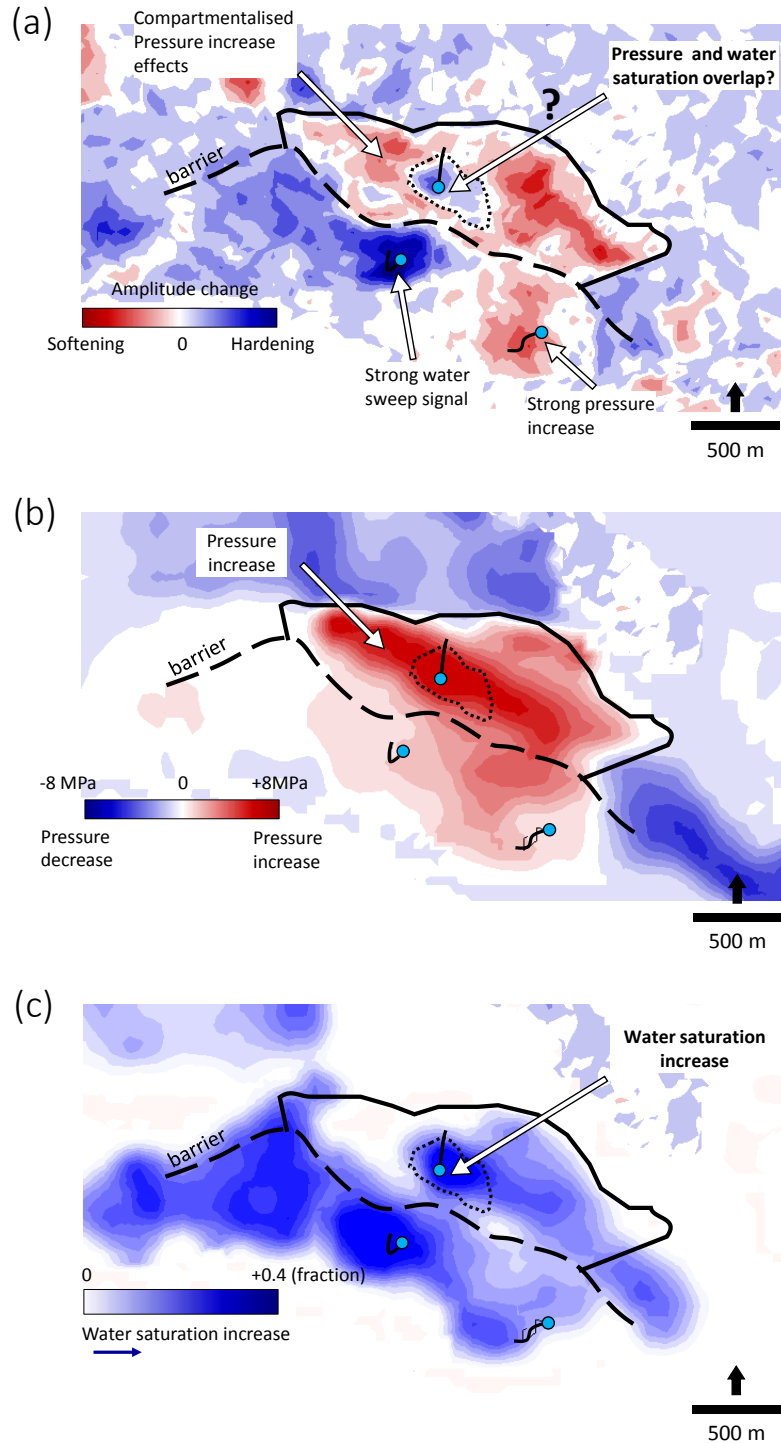 (a)
Compartmentalised
Pressure increase
effects
Pressure and water
saturation overlap?
?
barrier
Amplitude change
Softening 0 Hardening
Strong water
sweep signal
Strong pressure
increase
500 m
(b)
Pressure
increase
barrier
-8 MPa 0 +8MPa
Pressure
decrease
Pressure
increase
500 m
(c)
Water saturation
increase
barrier
0 +0.4 (fraction)
Water saturation increase
500 m